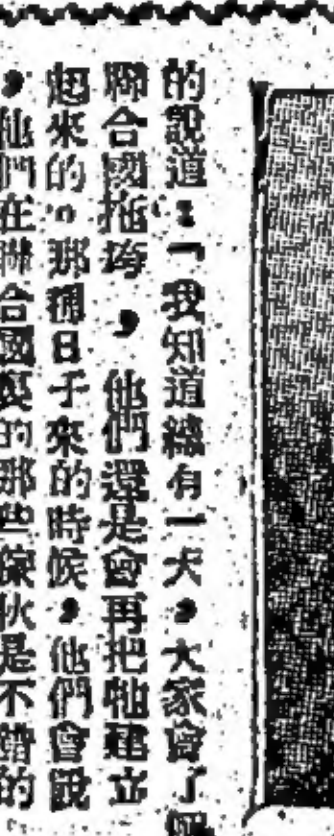 的說道：「我知道總有一天，大家會了
聯合國拖垮，他們還是會再把牠建立
起來的。那種日子來的時候，他們會說
，他們在聯合國裏的那些傢伙是不錯的